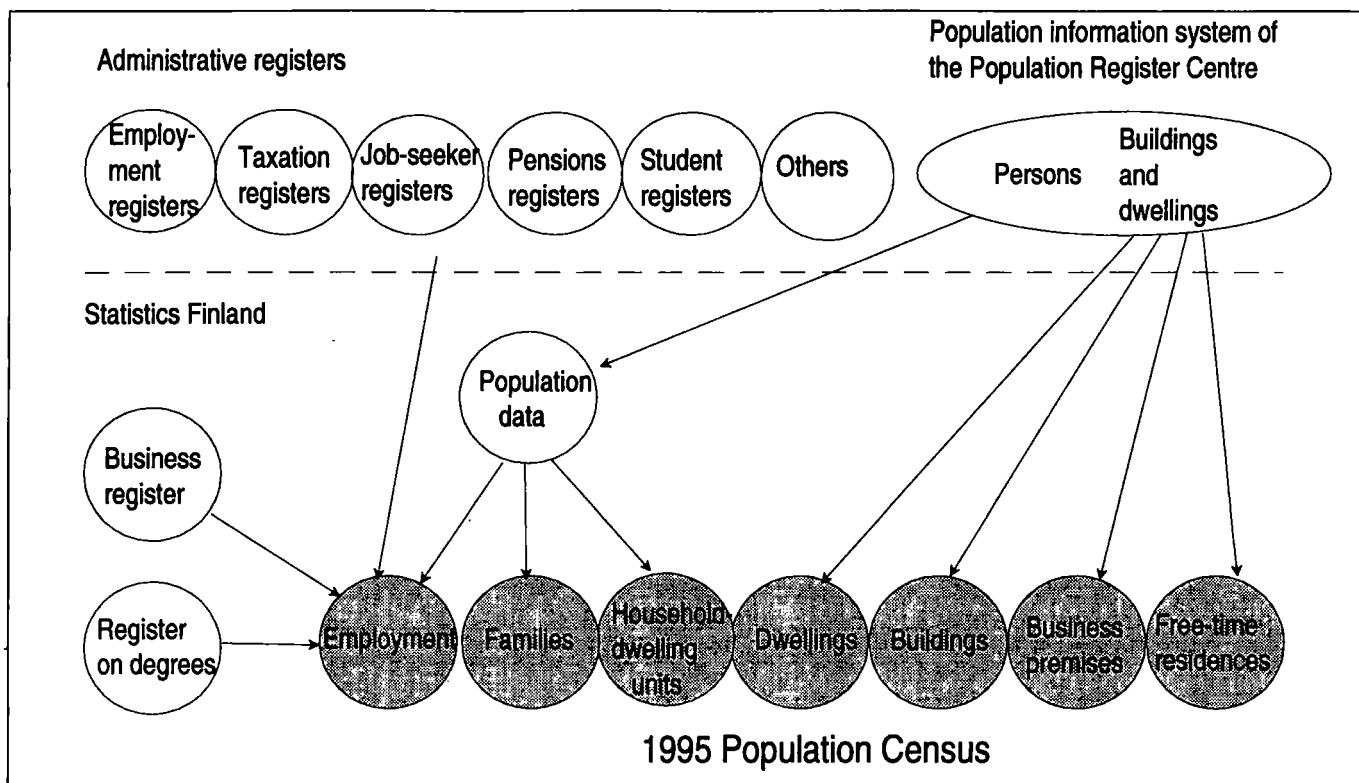 Administrative registers
Population information system of
the Population Register Centre
Employ-
ment
registers
Taxation
registers
Job-seeker
registers
Pensions
registers
Student
registers
Others
Persons
Buildings
and
dwellings
Statistics Finland
Population
data
Business
register
Register
on degrees
Employment
Families
Household-
dwelling
units
Dwellings
Buildings
Business
premises
Free-time
residences
1995 Population Census